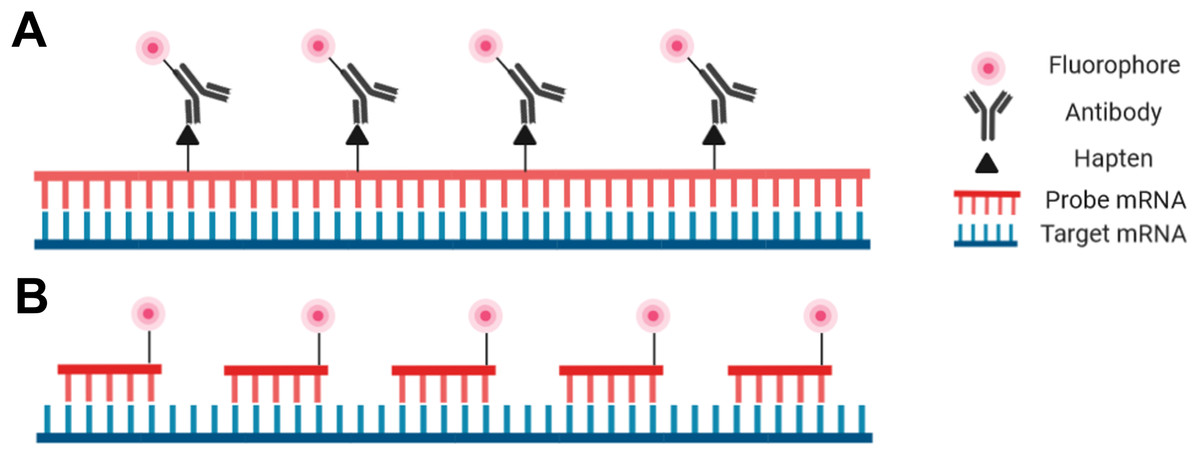 A
Fluorophore
Antibody
Hapten
Probe mRNA
Target mRNA
B